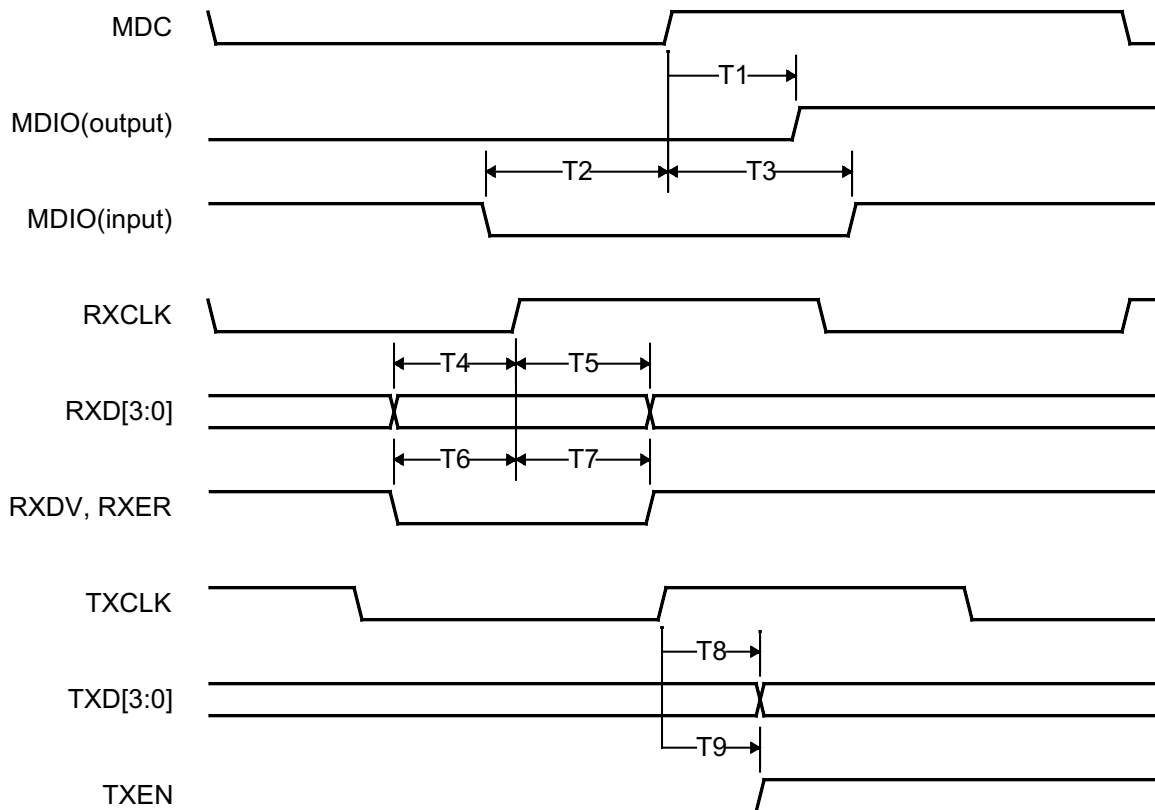 MDC
T1
MDIO(output)
T2
T3
MDIO(input)
RXCLK
T4
T5
RXD[3:0]
T6
T7
RXDV, RXER
TXCLK
T8
TXD[3:0]
T9
TXEN